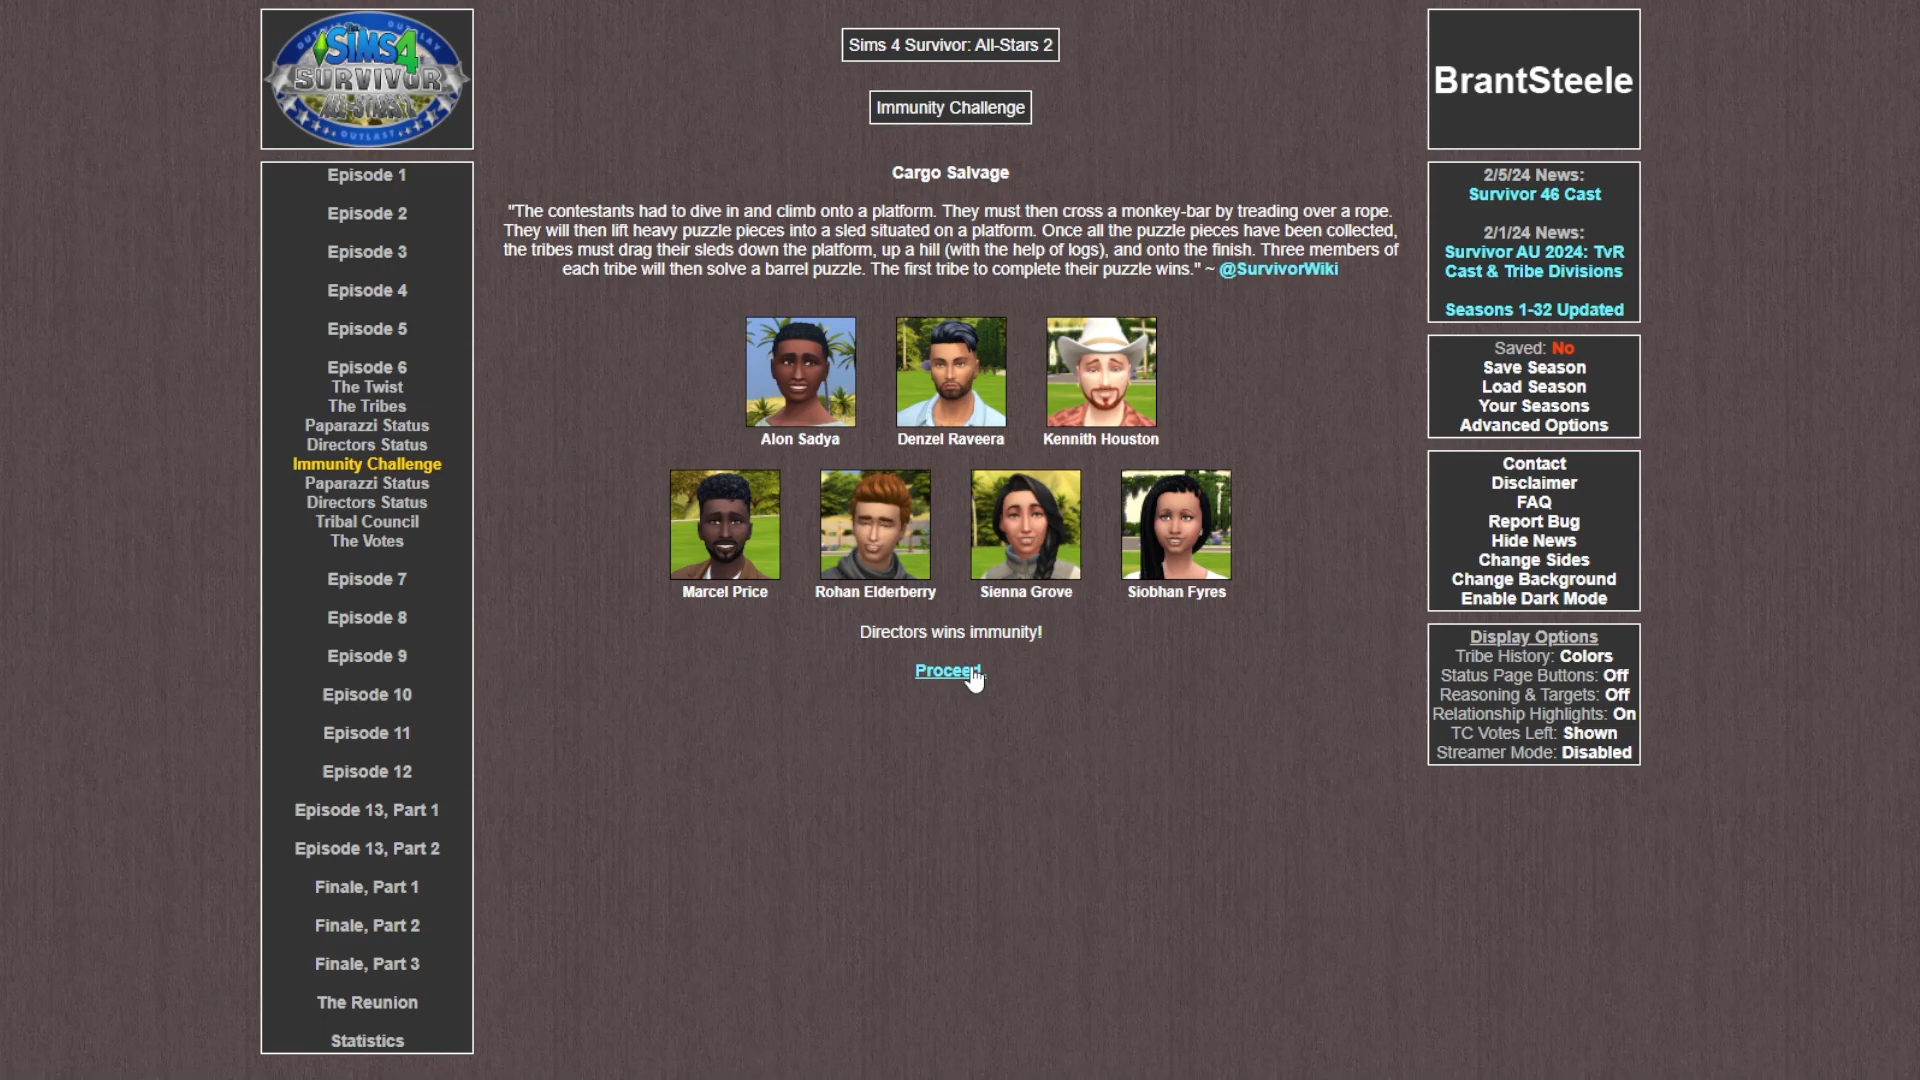 OUTWIT OUTPLAY
The
SiMS4
SURVIVOR
ALL-STARS 2
OUTLAST
Episode 1
Episode 2
Episode 3
Episode 4
Episode 5
Episode 6
The Twist
The Tribes
Paparazzi Status
Directors Status
Immunity Challenge
Paparazzi Status
Directors Status
Tribal Council
The Votes
Episode 7
Episode 8
Episode 9
Episode 10
Episode 11
Episode 12
Episode 13, Part 1
Episode 13, Part 2
Finale, Part 1
Finale, Part 2
Finale, Part 3
The Reunion
Statistics
Sims 4 Survivor: All-Stars 2
Immunity Challenge
Cargo Salvage
"The contestants had to dive in and climb onto a platform. They must then cross a monkey-bar by treading over a rope.
They will then lift heavy puzzle pieces into a sled situated on a platform. Once all the puzzle pieces have been collected,
the tribes must drag their sleds down the platform, up a hill (with the help of logs), and onto the finish. Three members of
each tribe will then solve a barrel puzzle. The first tribe to complete their puzzle wins." ~ @SurvivorWiki
Alon Sadya Denzel Raveera Kennith Houston
Marcel Price Rohan Elderberry Sienna Grove Siobhan Fyres
Directors wins immunity!
Proceed.
BrantSteele
2/5/24 News:
Survivor 46 Cast
2/1/24 News:
Survivor AU 2024: TvR
Cast & Tribe Divisions
Seasons 1-32 Updated
Saved: No
Save Season
Load Season
Your Seasons
Advanced Options
Contact
Disclaimer
FAQ
Report Bug
Hide News
Change Sides
Change Background
Enable Dark Mode
Display Options
Tribe History: Colors
Status Page Buttons: Off
Reasoning & Targets: Off
Relationship Highlights: On
TC Votes Left: Shown
Streamer Mode: Disabled